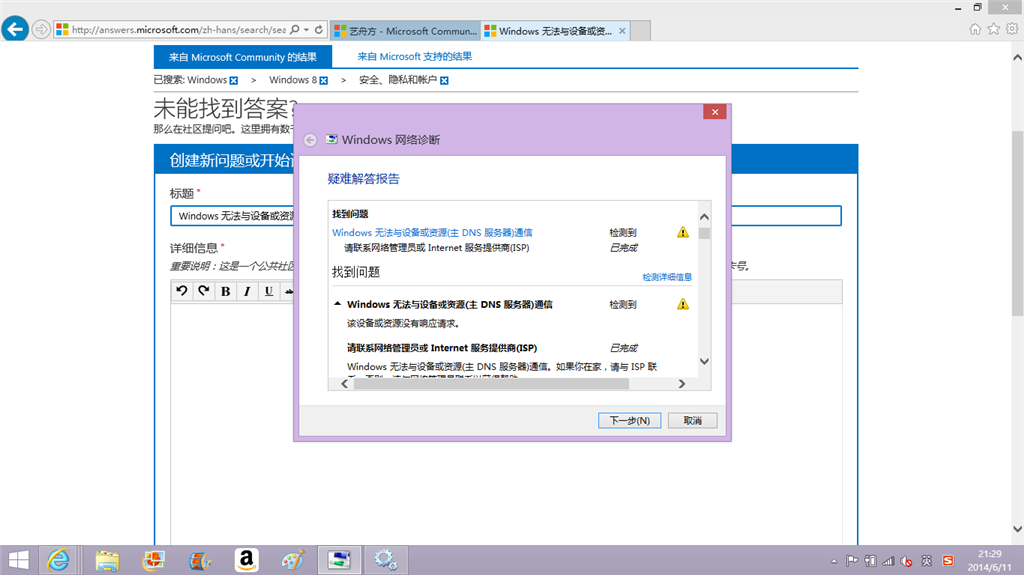 http://answers.microsoft.com/zh-hans/search/sea
艺舟方 - Microsoft Commun...
Windows 无法与设备或资...
来自 Microsoft Community 的结果
来自 Microsoft 支持的结果
已搜索: Windows > Windows 8 > 安全、隐私和帐户
未能找到答案?
那么在社区提问吧。这里拥有数
创建新问题或开始
标题 *
Windows 无法与设备或资源
详细信息 *
重要说明：这是一个公共社区
卡号。
B I U
Windows 网络诊断
疑难解答报告
找到问题
Windows 无法与设备或资源(主 DNS 服务器)通信 检测到
请联系网络管理员或 Internet 服务提供商(ISP) 已完成
找到问题 检测详细信息
Windows 无法与设备或资源(主 DNS 服务器)通信 检测到
该设备或资源没有响应请求。
请联系网络管理员或 Internet 服务提供商(ISP) 已完成
Windows 无法与设备或资源(主 DNS 服务器)通信。如果你在家，请与 ISP 联
下一步(N) 取消
a
英
S
21:29
2014/6/11